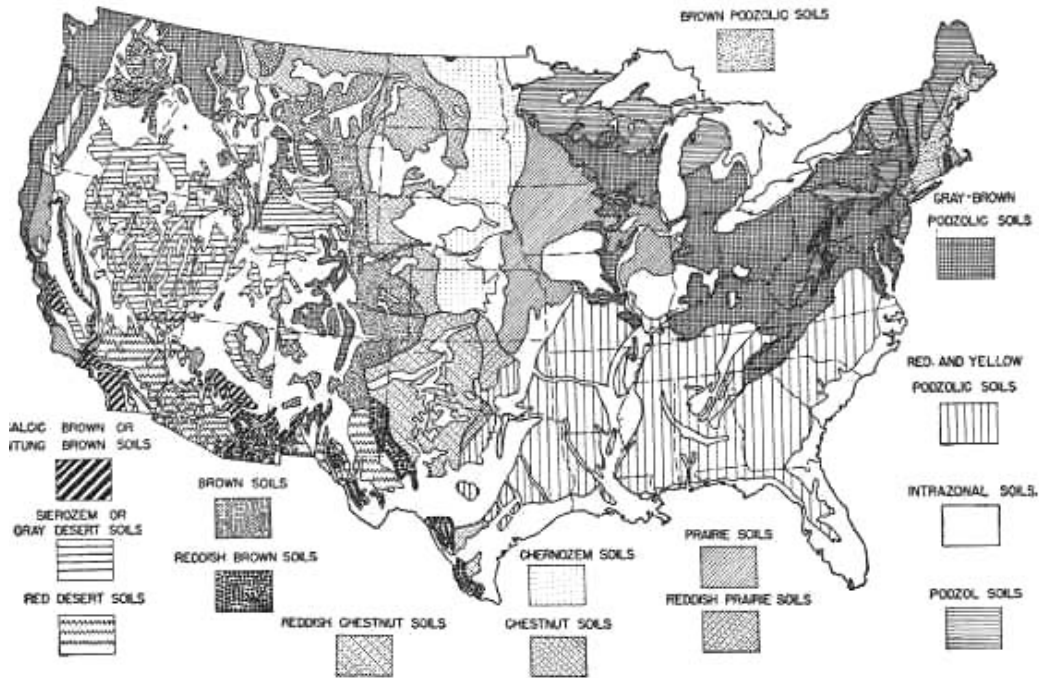 BROWN PODZOLIC SOILS
GRAY-BROWN
PODZOLIC SOILS
RED. AND YELLOW
PODZOLIC SOILS
INTRAZONAL SOILS.
PODZOL SOILS
ALCIC BROWN OR
NTUNG BROWN SOILS
SIEROZEM OR
GRAY DESERT SOILS
RED DESERT SOILS
BROWN SOILS
REDDISH BROWN SOILS
REDDISH CHESTNUT SOILS
CHERNOZEM SOILS
CHESTNUT SOILS
PRAIRIE SOILS
REDDISH PRAIRIE SOILS